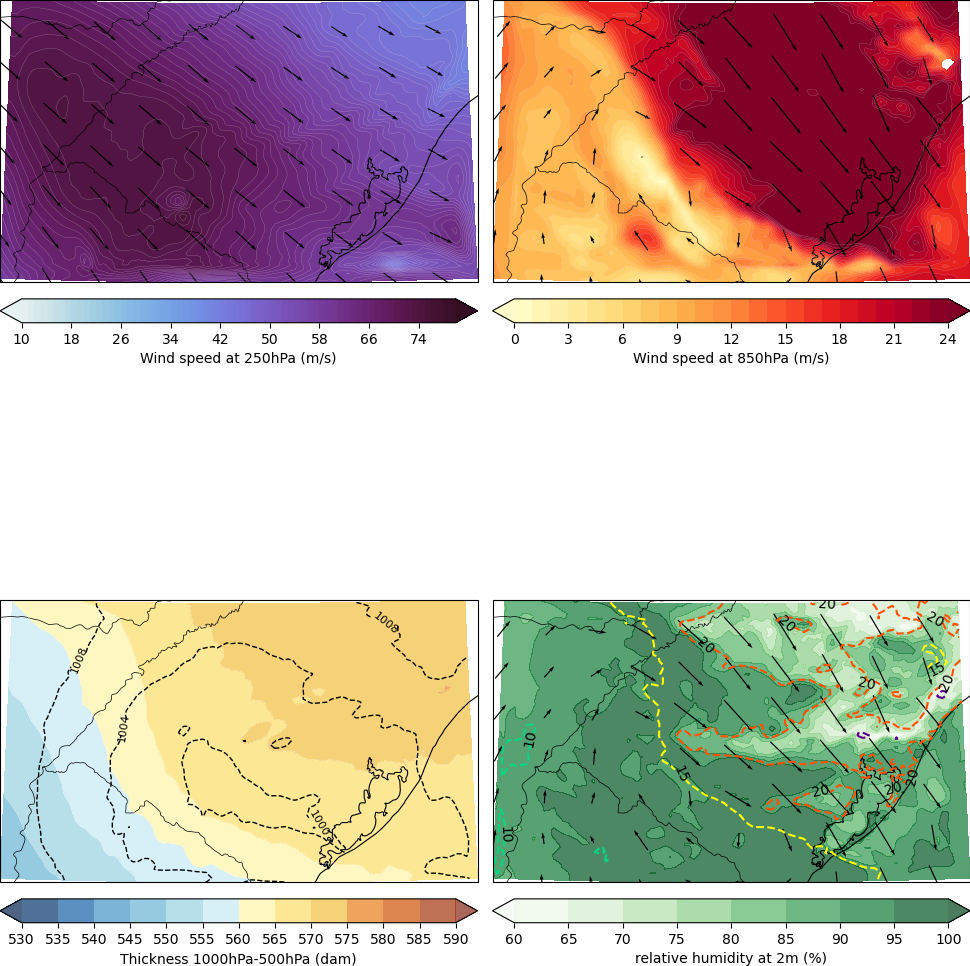 10 18 26 34 42 50 58 66 74
Wind speed at 250hPa (m/s)
0 3 6 9 12 15 18 21 24
Wind speed at 850hPa (m/s)
1008
1008
1004
1000
530 535 540 545 550 555 560 565 570 575 580 585 590
Thickness 1000hPa-500hPa (dam)
20
20
20
20
15
20
20
10
15
20
20
20
10
60 65 70 75 80 85 90 95 100
relative humidity at 2m (%)